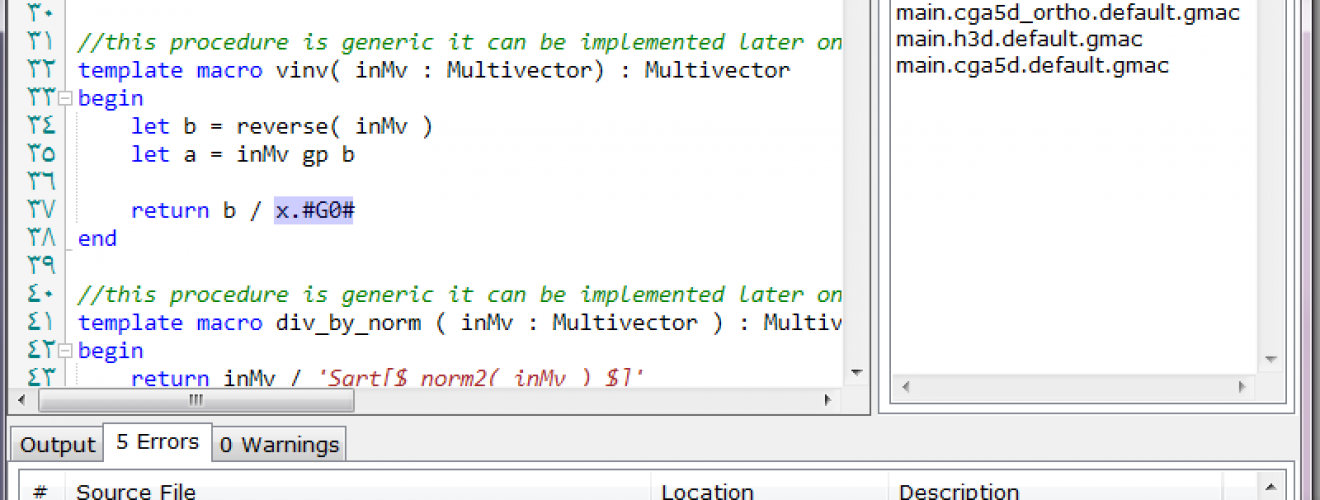 ٣٠
٣١ //this procedure is generic it can be implemented later on
٣٢ template macro vinv( inMv : Multivector) : Multivector
٣٣ begin
٣٤ let b = reverse( inMv )
٣٥ let a = inMv gp b
٣٦
٣٧ return b / x.#G0#
٣٨ end
٣٩
٤٠ //this procedure is generic it can be implemented later on
٤١ template macro div_by_norm ( inMv : Multivector ) : Multiv
٤٢ begin
٤٣ return inMv / 'Sqrt[$ norm2( inMv ) $]'
main.cga5d_ortho.default.gmac
main.h3d.default.gmac
main.cga5d.default.gmac
Output 5 Errors 0 Warnings
# Source File Location Description